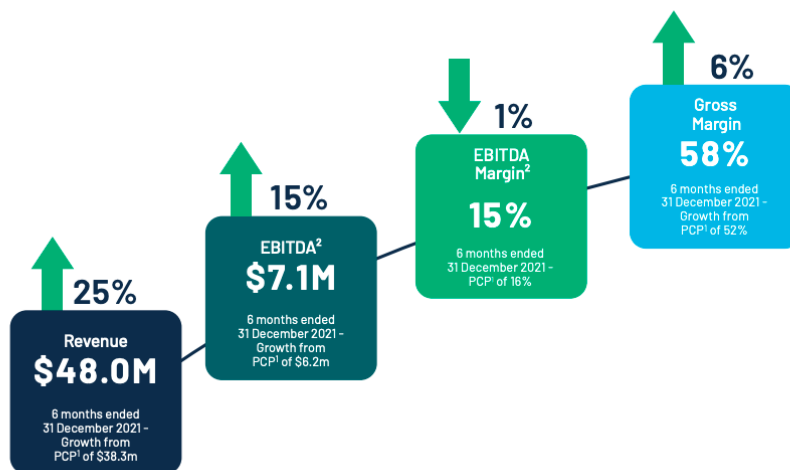 25%
Revenue
$48.0M
6 months ended
31 December 2021 -
Growth from
PCP¹ of $38.3m
15%
EBITDA²
$7.1M
6 months ended
31 December 2021 -
Growth from
PCP¹ of $6.2m
1%
EBITDA
Margin²
15%
6 months ended
31 December 2021 -
PCP¹ of 16%
6%
Gross
Margin
58%
6 months ended
31 December 2021 -
Growth from
PCP¹ of 52%